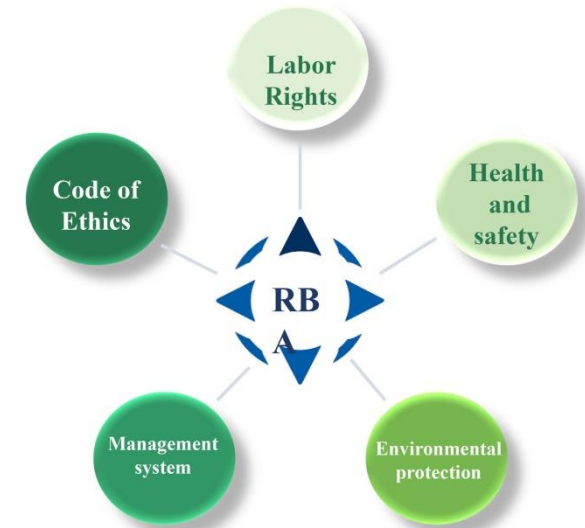 Labor
Rights
Code of
Ethics
Health
and
safety
RB
A
Management
system
Environmental
protection